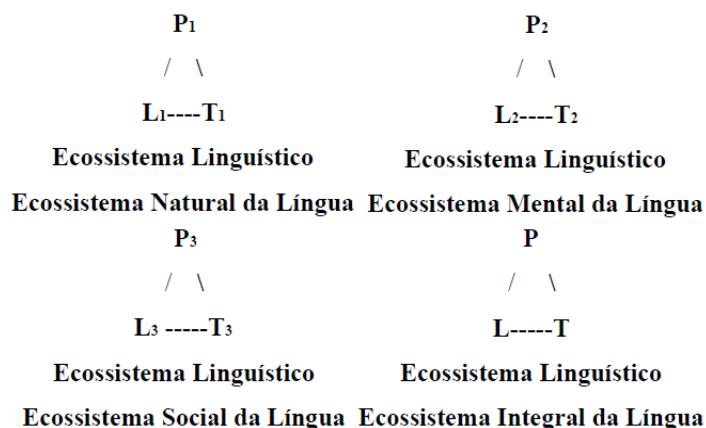 P₁
/ \
L₁----T₁
Ecossistema Linguístico
Ecossistema Natural da Língua
P₂
/ \
L₂----T₂
Ecossistema Linguístico
Ecossistema Mental da Língua
P₃
/ \
L₃ -----T₃
Ecossistema Linguístico
Ecossistema Social da Língua
P
/ \
L-----T
Ecossistema Linguístico
Ecossistema Integral da Língua